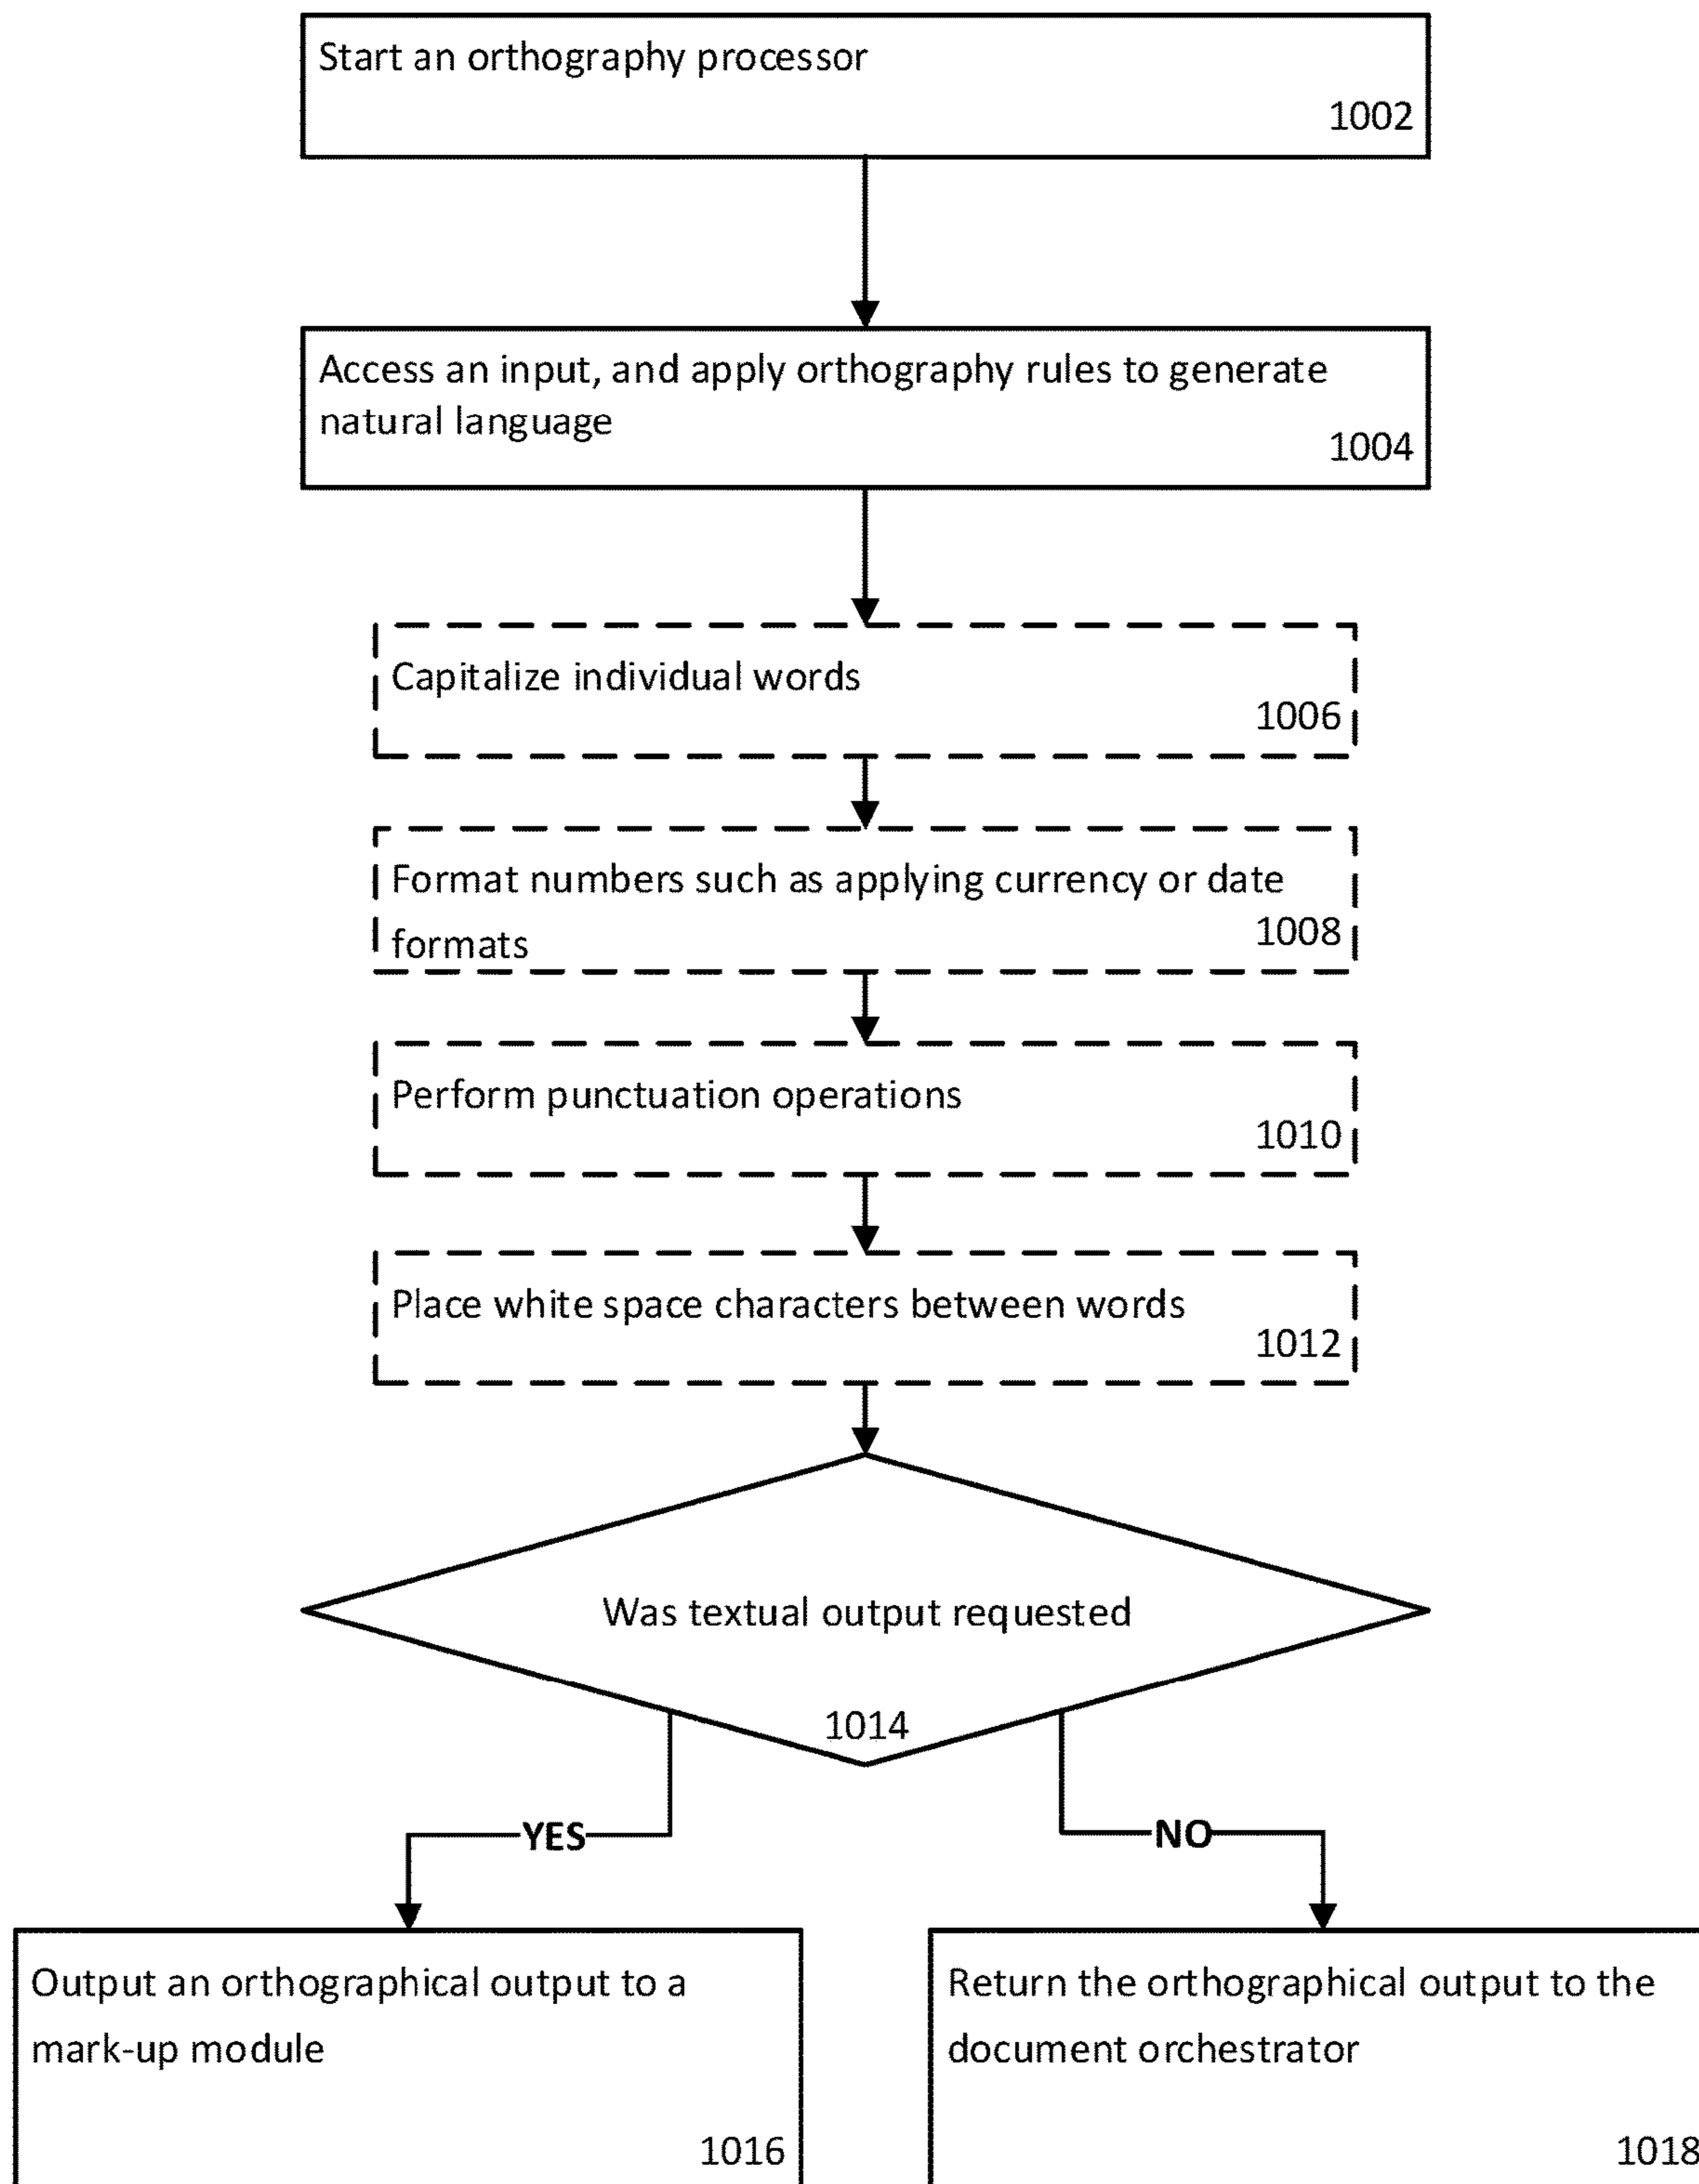 Start an orthography processor
1002
Access an input, and apply orthography rules to generate
natural language
1004
Capitalize individual words
1006
Format numbers such as applying currency or date
formats
1008
Perform punctuation operations
1010
Place white space characters between words
1012
Was textual output requested
1014
YES
NO
Output an orthographical output to a
mark-up module
1016
Return the orthographical output to the
document orchestrator
1018